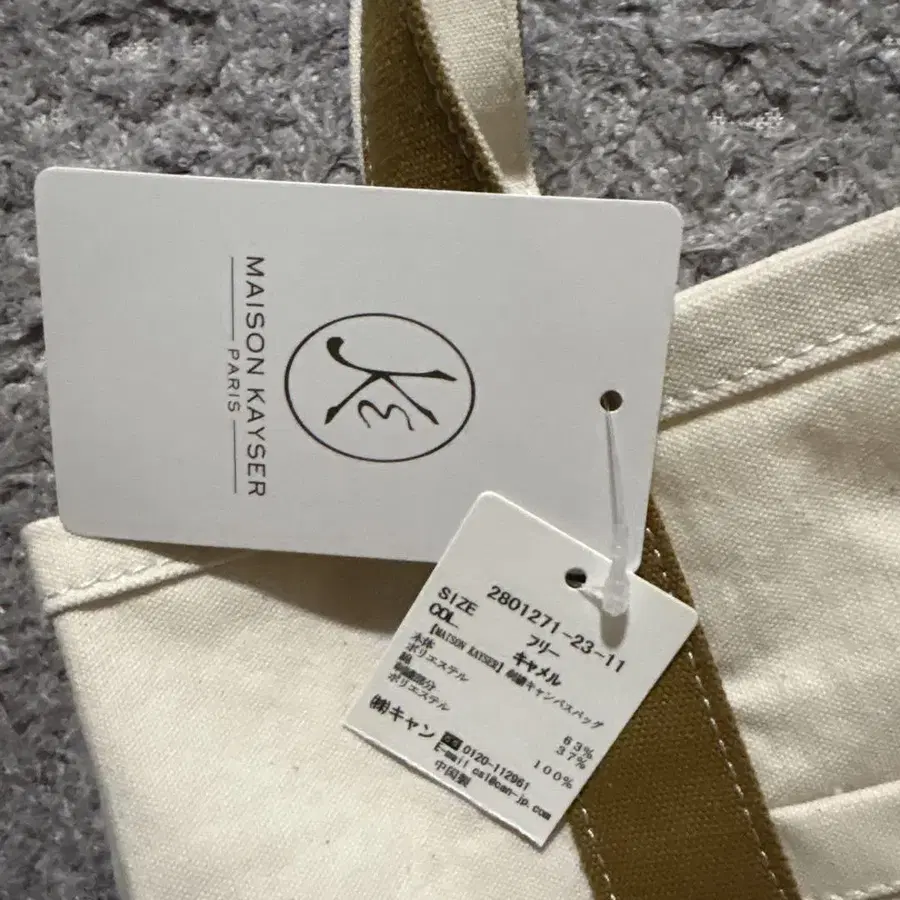 MAISON KAYSER
PARIS
2801271-23-11
SIZE フリー
COL キャメル
【MAISON KAYSER】刺繍キャンバスバッグ
本体
ポリエステル 63%
綿 37%
刺繍部分
ポリエステル 100%
㈱キャン
0120-112961
E-mail cs1@can-jp.com
中国製